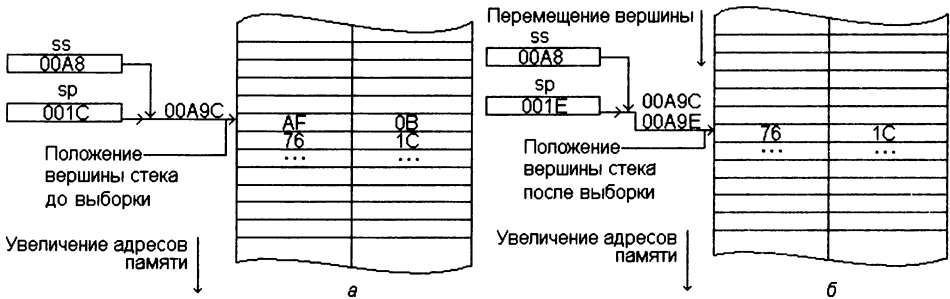 ss
00A8
sp
001C
00A9C
AF 0B
76 1C
... ...
Положение
вершины стека
до выборки
Увеличение адресов
памяти
а
Перемещение вершины
ss
00A8
sp
001E
00A9C
00A9E
76 1C
... ...
Положение
вершины стека
после выборки
Увеличение адресов
памяти
б